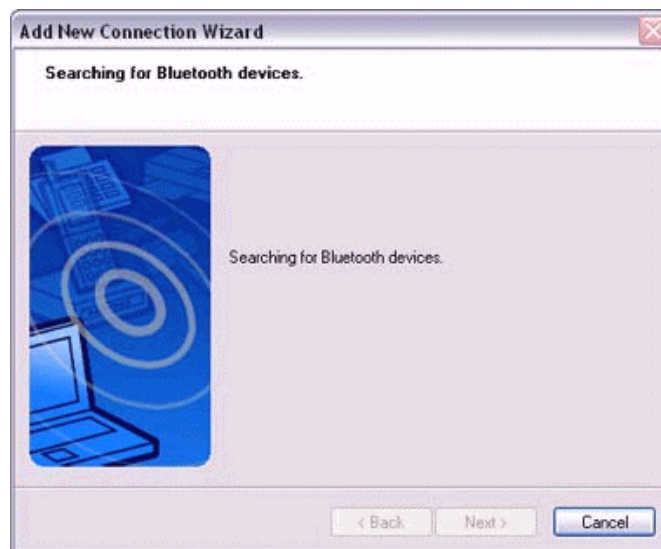 Add New Connection Wizard
Searching for Bluetooth devices.
Searching for Bluetooth devices.
< Back Next > Cancel